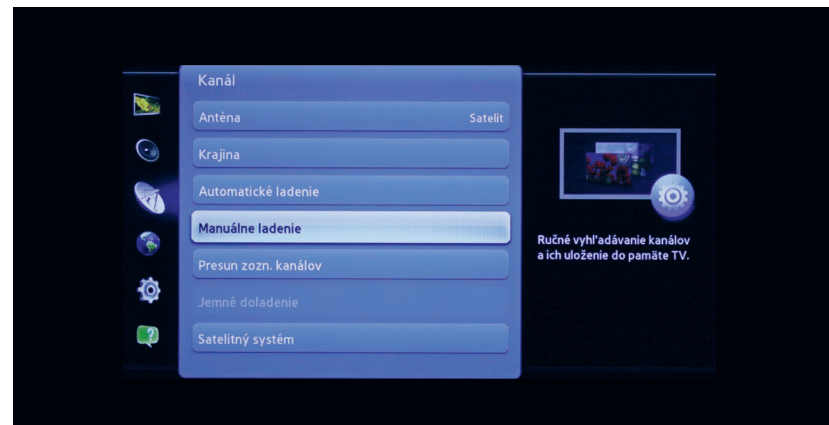 Kanál
Anténa Satelit
Krajina
Automatické ladenie
Manuálne ladenie
Presun zozn. kanálov
Jemné doladenie
Satelitný systém
Ručné vyhľadávanie kanálov
a ich uloženie do pamäte TV.